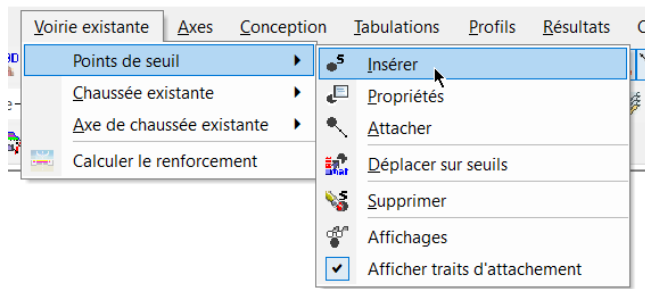 Voirie existante Axes Conception Tabulations Profils Résultats
Points de seuil
Chaussée existante
Axe de chaussée existante
Calculer le renforcement
Insérer
Propriétés
Attacher
Déplacer sur seuils
Supprimer
Affichages
Afficher traits d'attachement